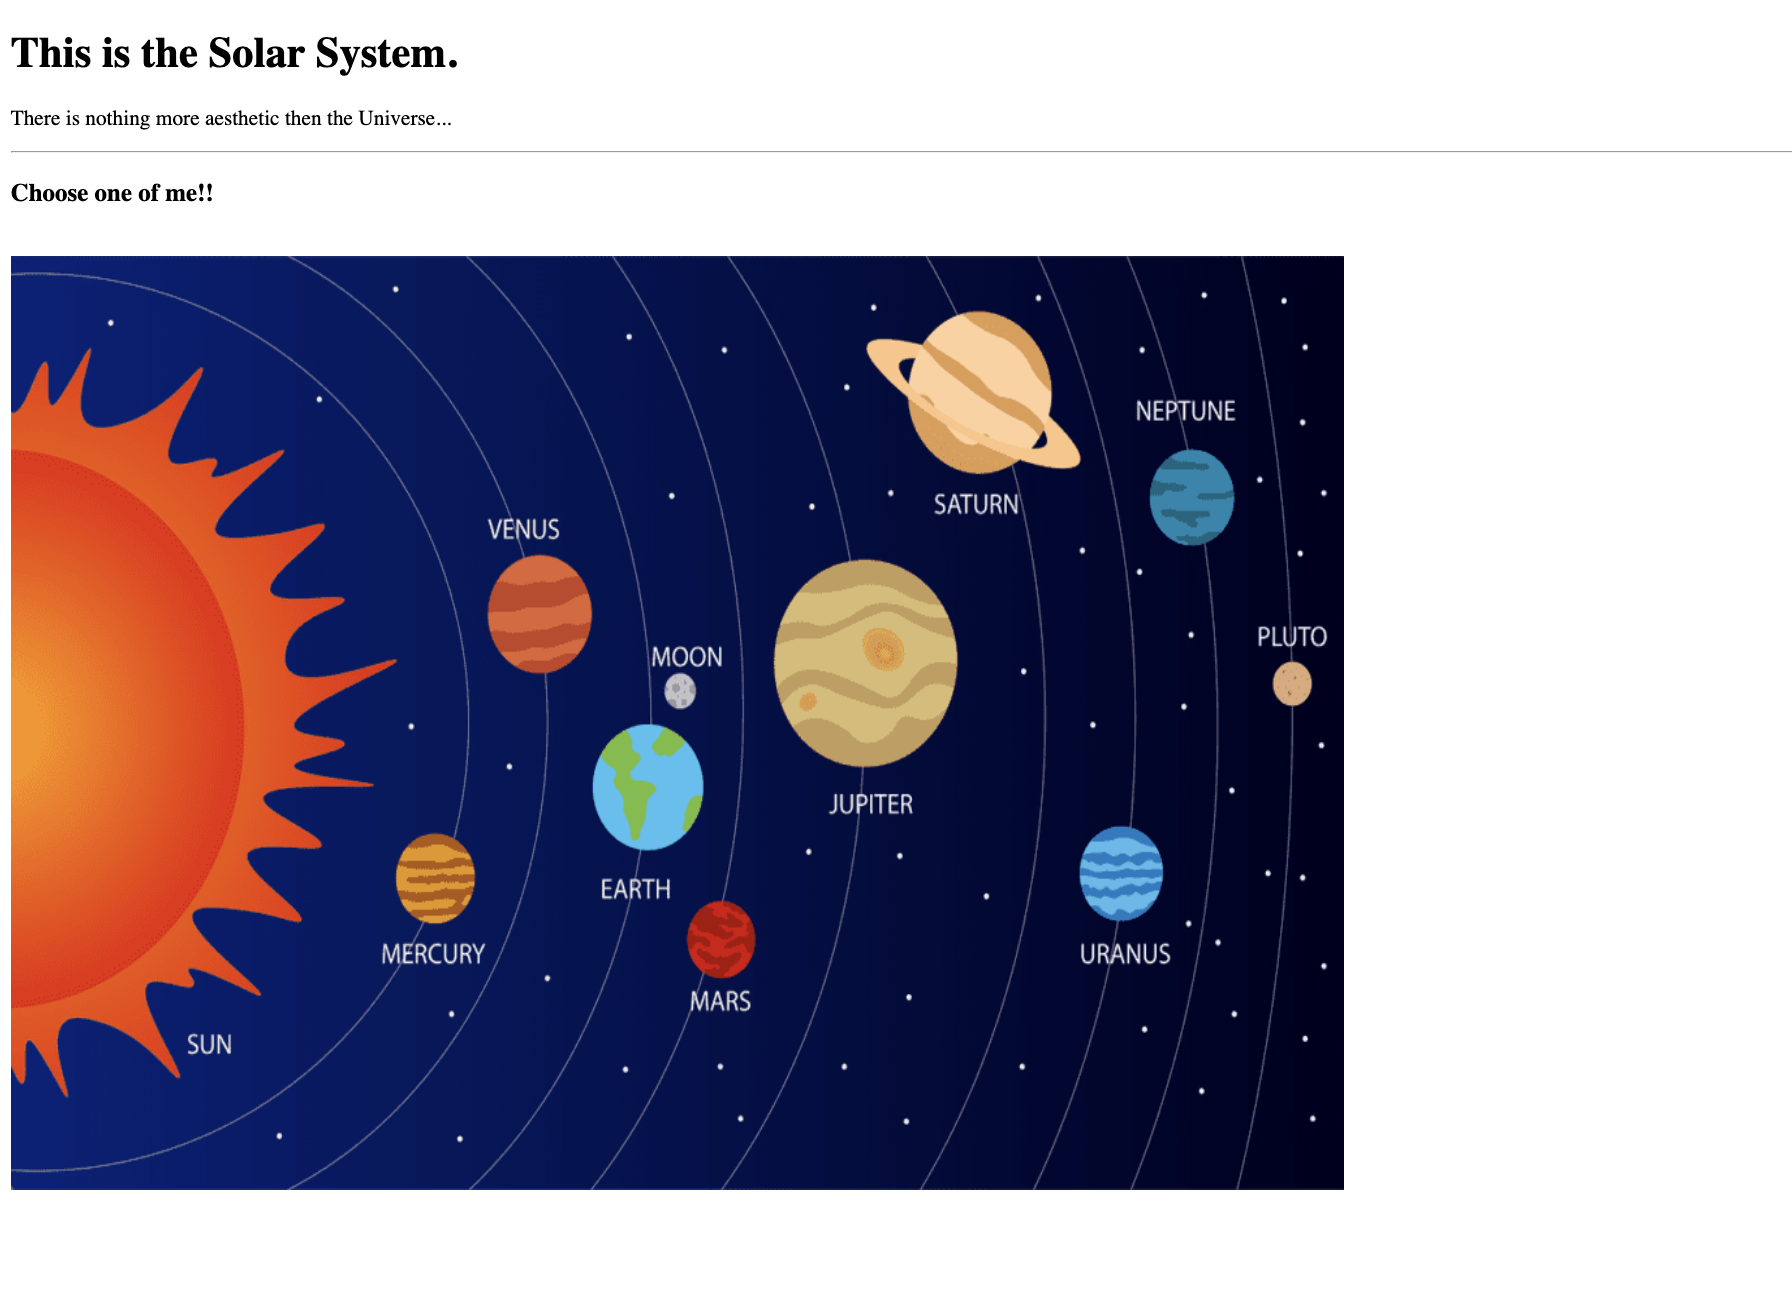 This is the Solar System.
There is nothing more aesthetic then the Universe...
Choose one of me!!
NEPTUNE
SATURN
VENUS
PLUTO
MOON
JUPITER
EARTH
MERCURY
URANUS
MARS
SUN